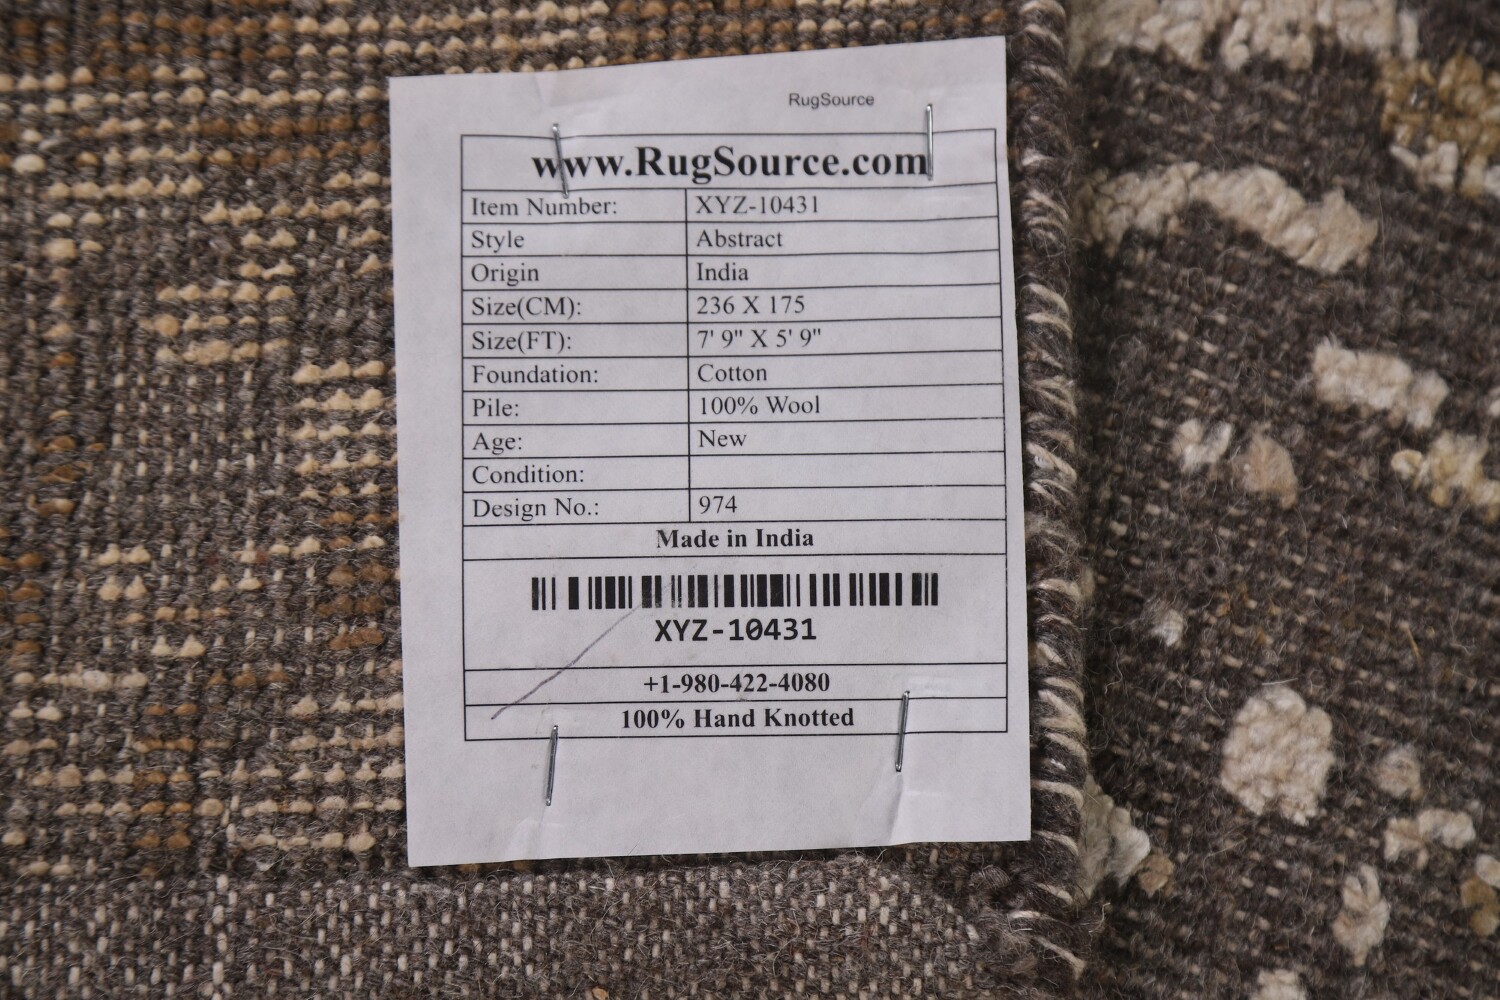 RugSource
www.RugSource.com
Item Number: XYZ-10431
Style Abstract
Origin India
Size(CM): 236 X 175
Size(FT): 7' 9" X 5' 9"
Foundation: Cotton
Pile: 100% Wool
Age: New
Condition:
Design No.: 974
Made in India
XYZ-10431
+1-980-422-4080
100% Hand Knotted